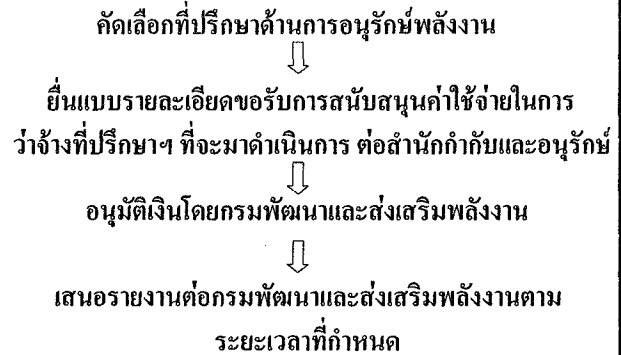 คัดเลือกที่ปรึกษาด้านการอนุรักษ์พลังงาน
ยื่นแบบรายละเอียดขอรับการสนับสนุนค่าใช้จ่ายในการ
ว่าจ้างที่ปรึกษาฯ ที่จะมาดำเนินการ ต่อสำนักกำกับและอนุรักษ์
อนุมัติเงินโดยกรมพัฒนาและส่งเสริมพลังงาน
เสนอรายงานต่อกรมพัฒนาและส่งเสริมพลังงานตาม
ระยะเวลาที่กำหนด